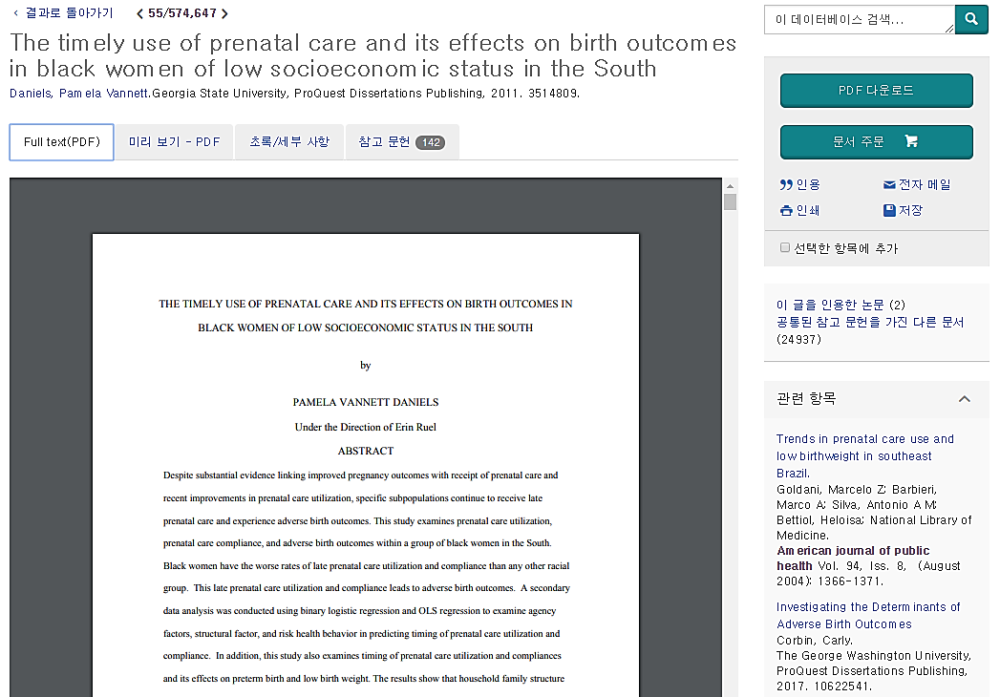 결과로 돌아가기
55/574,647
The timely use of prenatal care and its effects on birth outcomes
in black women of low socioeconomic status in the South
Daniels, Pamela Vannett.Georgia State University, ProQuest Dissertations Publishing, 2011. 3514809.
Full text(PDF)
미리 보기 - PDF
초록/세부 사항
참고 문헌 142
THE TIMELY USE OF PRENATAL CARE AND ITS EFFECTS ON BIRTH OUTCOMES IN
BLACK WOMEN OF LOW SOCIOECONOMIC STATUS IN THE SOUTH
by
PAMELA VANNETT DANIELS
Under the Direction of Erin Ruel
ABSTRACT
Despite substantial evidence linking improved pregnancy outcomes with receipt of prenatal care and
recent improvements in prenatal care utilization, specific subpopulations continue to receive late
prenatal care and experience adverse birth outcomes. This study examines prenatal care utilization,
prenatal care compliance, and adverse birth outcomes within a group of black women in the South.
Black women have the worse rates of late prenatal care utilization and compliance than any other racial
group.  This late prenatal care utilization and compliance leads to adverse birth outcomes.  A secondary
data analysis was conducted using binary logistic regression and OLS regression to examine agency
factors, structural factor, and risk health behavior in predicting timing of prenatal care utilization and
compliance.  In addition, this study also examines timing of prenatal care utilization and compliances
and its effects on preterm birth and low birth weight. The results show that household family structure
이 데이터베이스 검색...
PDF 다운로드
문서 주문
인용
전자 메일
인쇄
저장
선택한 항목에 추가
이 글을 인용한 논문 (2)
공통된 참고 문헌을 가진 다른 문서
(24937)
관련 항목
Trends in prenatal care use and
low birthweight in southeast
Brazil.
Goldani, Marcelo Z; Barbieri,
Marco A; Silva, Antonio A M;
Bettiol, Heloisa; National Library of
Medicine.
American journal of public
health Vol. 94, Iss. 8,  (August
2004): 1366-1371.
Investigating the Determinants of
Adverse Birth Outcomes
Corbin, Carly.
The George Washington University,
ProQuest Dissertations Publishing,
2017. 10622541.